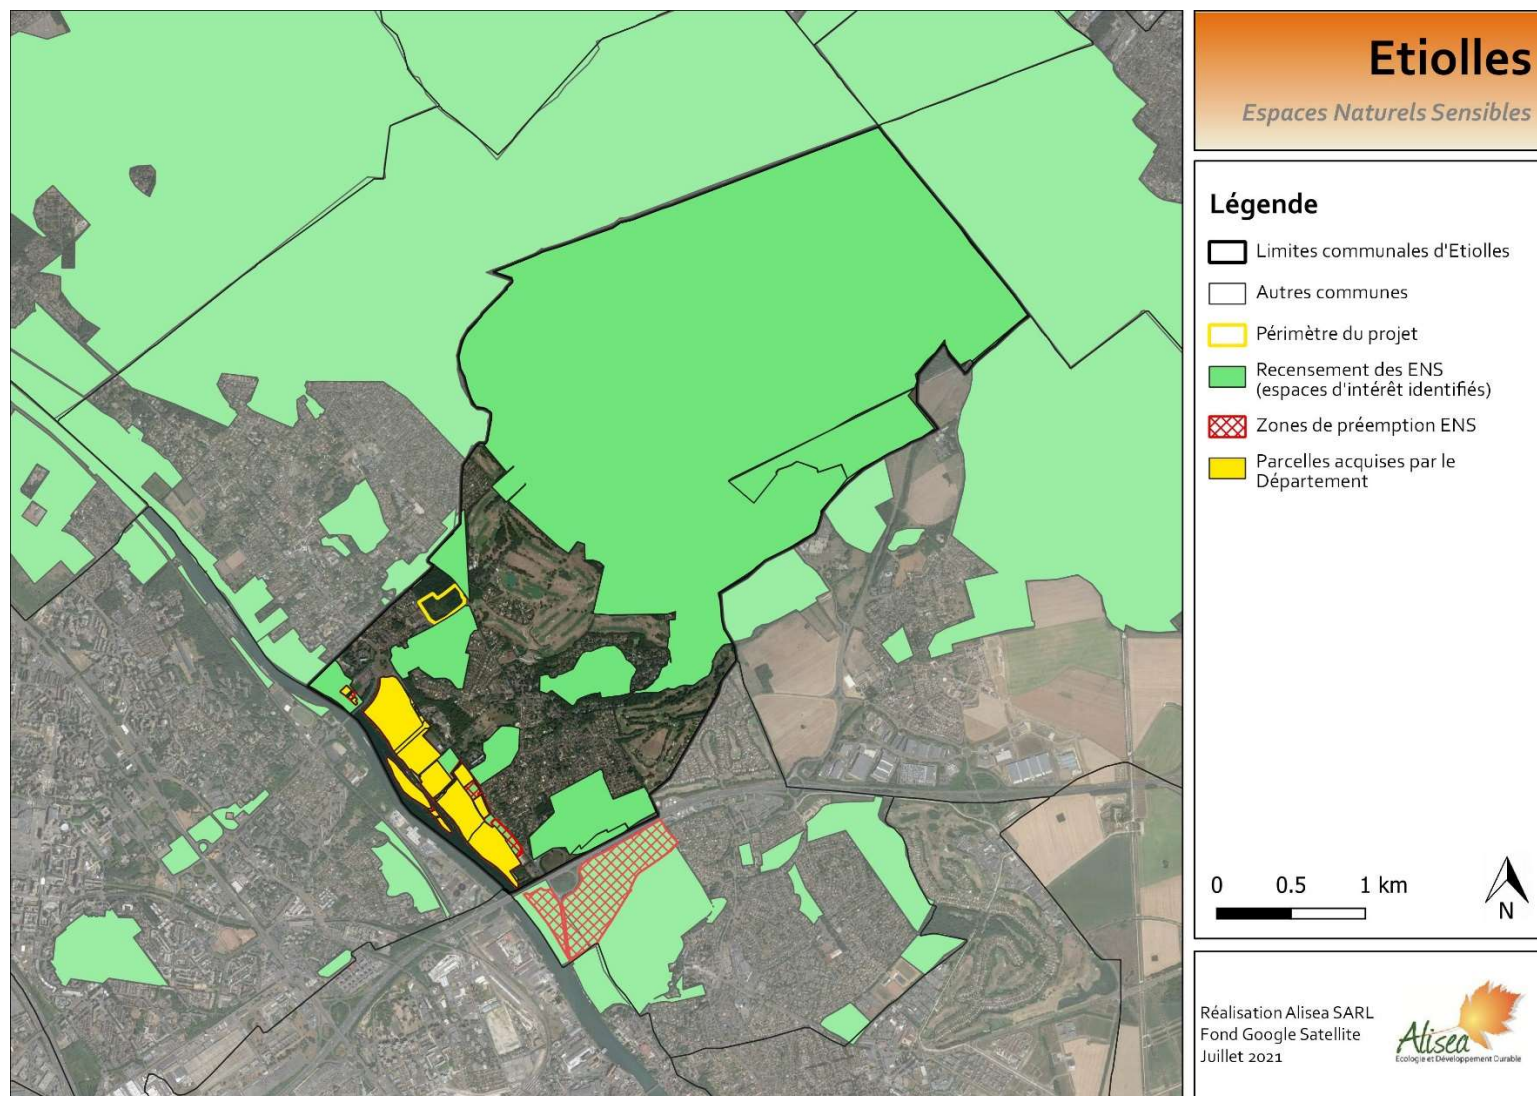 Etiolles
Espaces Naturels Sensibles
Légende
Limites communales d'Etiolles
Autres communes
Périmètre du projet
Recensement des ENS
(espaces d'intérêt identifiés)
Zones de préemption ENS
Parcelles acquises par le
Département
0 0.5 1 km
N
Réalisation Alisea SARL
Fond Google Satellite
Juillet 2021
Alisea
Ecologie et Développement Durable